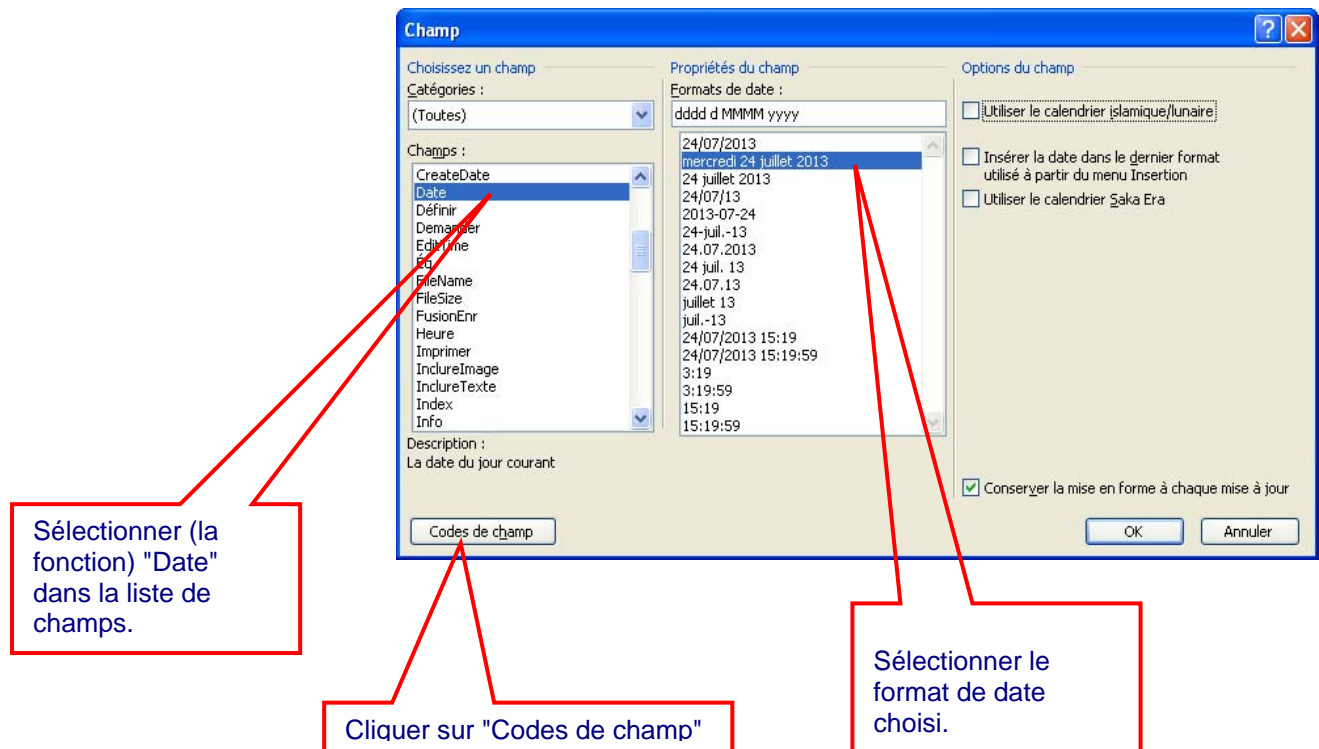 Champ
Choisissez un champ
Catégories :
(Toutes)
Champs :
CreateDate
Date
Définir
Demander
EditTime
Éq
FileName
FileSize
FusionEnr
Heure
Imprimer
InclureImage
InclureTexte
Index
Info
Description :
La date du jour courant
Propriétés du champ
Formats de date :
dddd d MMMM yyyy
24/07/2013
mercredi 24 juillet 2013
24 juillet 2013
24/07/13
2013-07-24
24-juil.-13
24.07.2013
24 juil. 13
24.07.13
juillet 13
juil.-13
24/07/2013 15:19
24/07/2013 15:19:59
3:19
3:19:59
15:19
15:19:59
Options du champ
Utiliser le calendrier islamique/lunaire
Insérer la date dans le dernier format
utilisé à partir du menu Insertion
Utiliser le calendrier Saka Era
Conserver la mise en forme à chaque mise à jour
Codes de champ
OK
Annuler
Sélectionner (la
fonction) "Date"
dans la liste de
champs.
Cliquer sur "Codes de champ"
Sélectionner le
format de date
choisi.